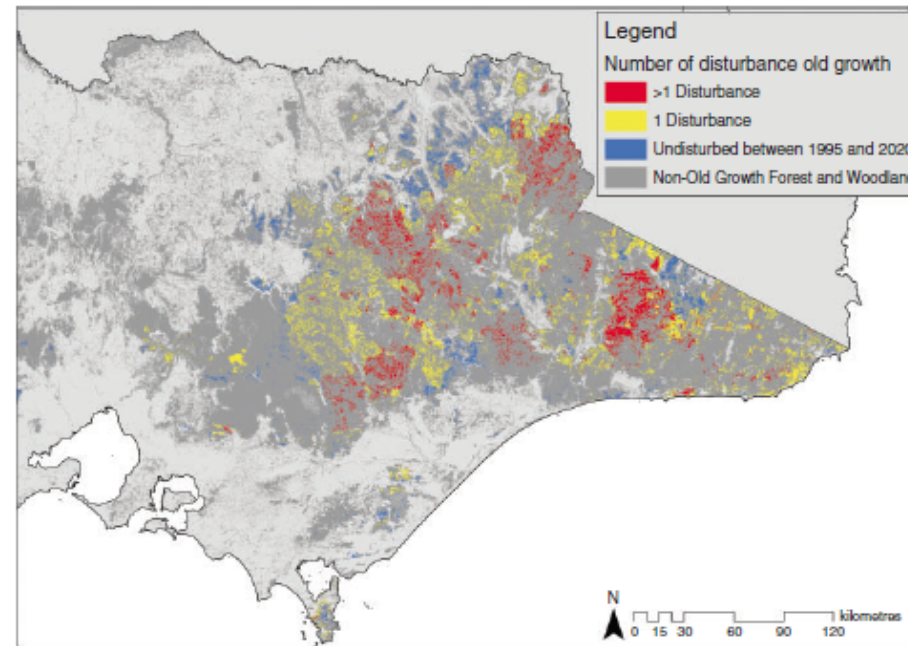 Legend
Number of disturbance old growth
>1 Disturbance
1 Disturbance
Undisturbed between 1995 and 2020
Non-Old Growth Forest and Woodland
N
kilometres
0 15 30 60 90 120